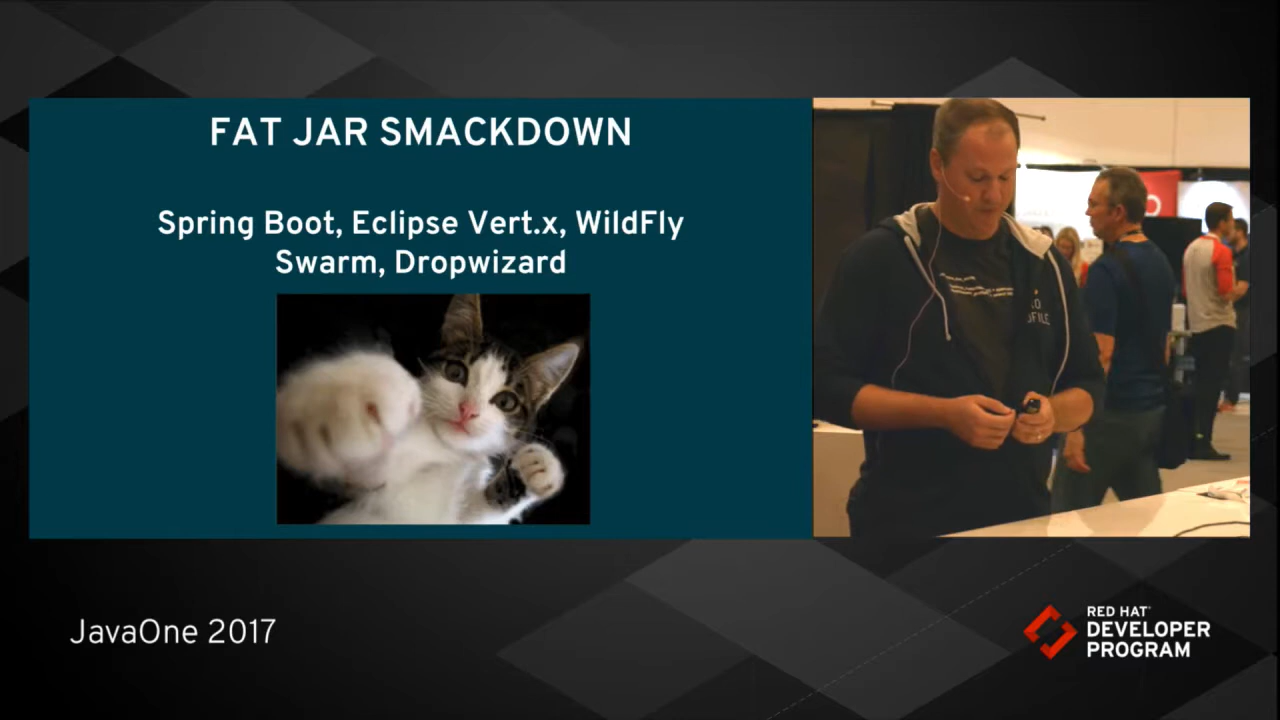 FAT JAR SMACKDOWN
Spring Boot, Eclipse Vert.x, WildFly
Swarm, Dropwizard
JavaOne 2017
RED HAT
DEVELOPER
PROGRAM